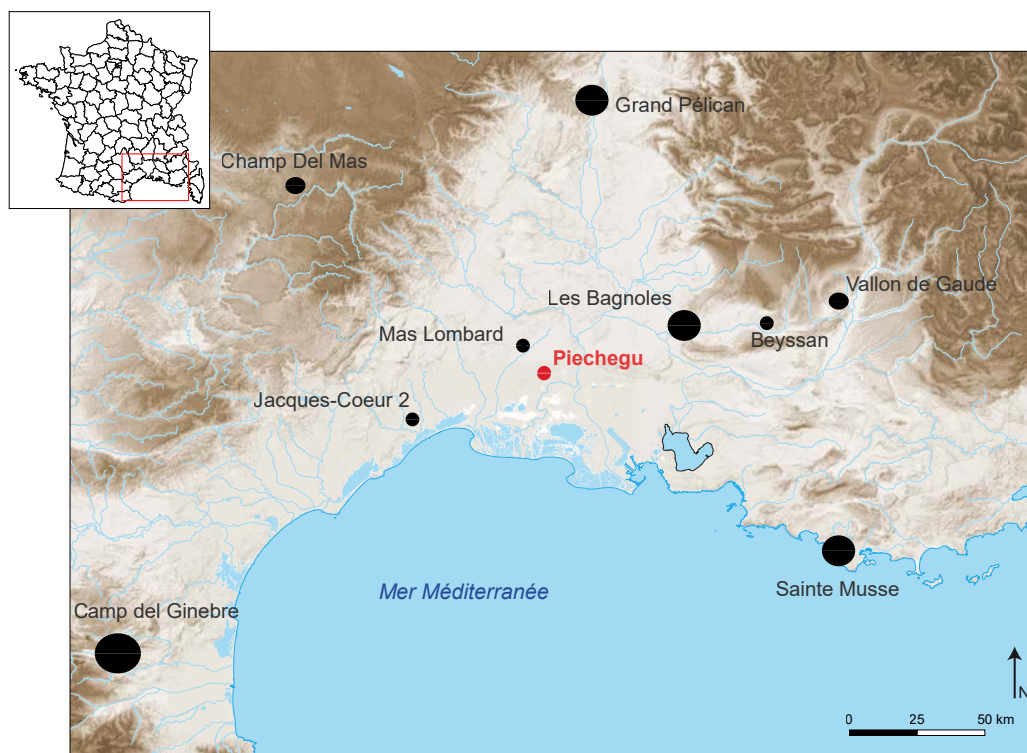 Grand Pélican
Champ Del Mas
Vallon de Gaude
Les Bagnoles
Mas Lombard
Beyssan
Piechegu
Jacques-Coeur 2
Mer Méditerranée
Sainte Musse
Camp del Ginebre
N
0 25 50 km